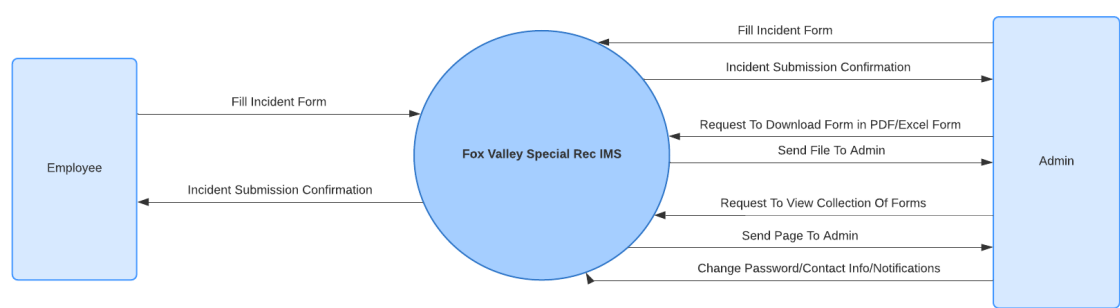 Fill Incident Form
Incident Submission Confirmation
Fill Incident Form
Request To Download Form in PDF/Excel Form
Send File To Admin
Employee
Fox Valley Special Rec IMS
Admin
Incident Submission Confirmation
Request To View Collection Of Forms
Send Page To Admin
Change Password/Contact Info/Notifications